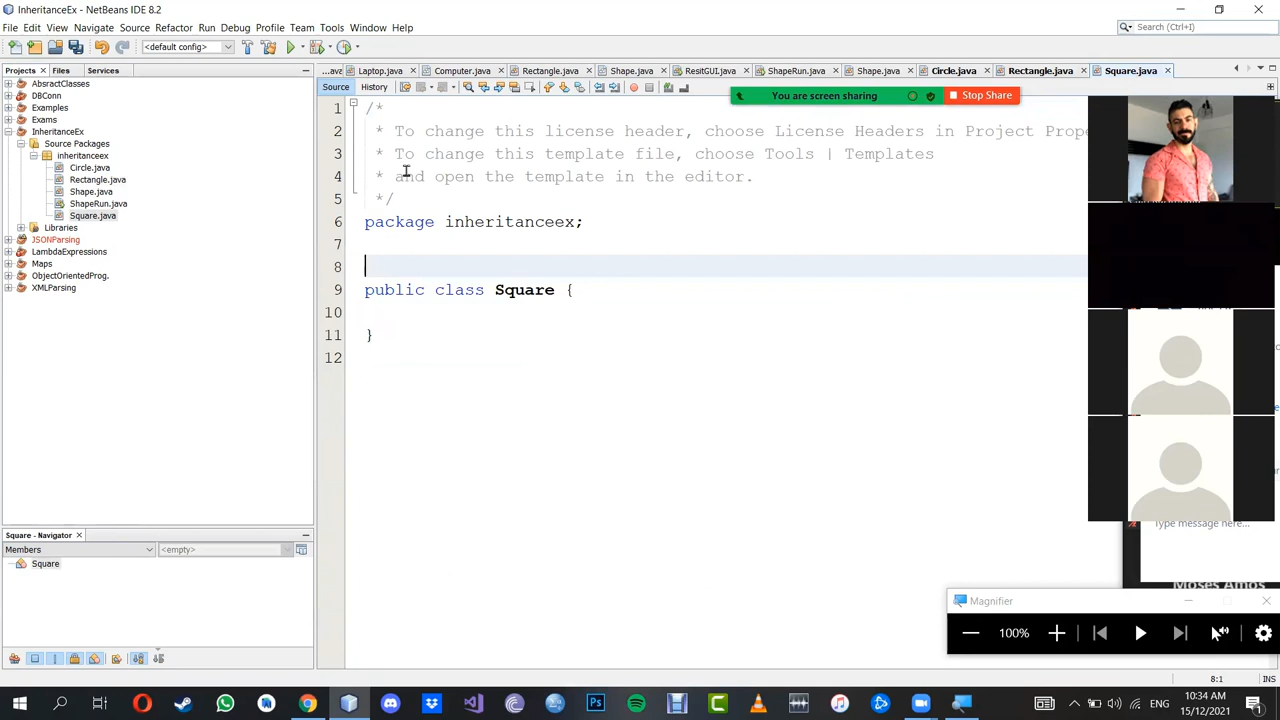 InheritanceEx - NetBeans IDE 8.2
File Edit View Navigate Source Refactor Run Debug Profile Team Tools Window Help
Search (Ctrl+I)
<default config>
Projects Files Services
AbstractClasses
DBConn
Examples
Exams
InheritanceEx
Source Packages
inheritanceex
Circle.java
Rectangle.java
Shape.java
ShapeRun.java
Square.java
Libraries
JSONParsing
LambdaExpressions
Maps
ObjectOrientedProg.
XMLParsing
...ava Laptop.java Computer.java Rectangle.java Shape.java ResizeUI.java ShapeRun.java Shape.java Circle.java Rectangle.java Square.java
Source History
You are screen sharing Stop Share
1 /*
2 * To change this license header, choose License Headers in Project Prope
3 * To change this template file, choose Tools | Templates
4 * and open the template in the editor.
5 */
6 package inheritanceex;
7
8
9 public class Square {
10
11 }
12
Type message here...
Moses Amos
Magnifier
100%
Square - Navigator
Members <empty>
Square
8:1 INS
ENG
10:34 AM
15/12/2021